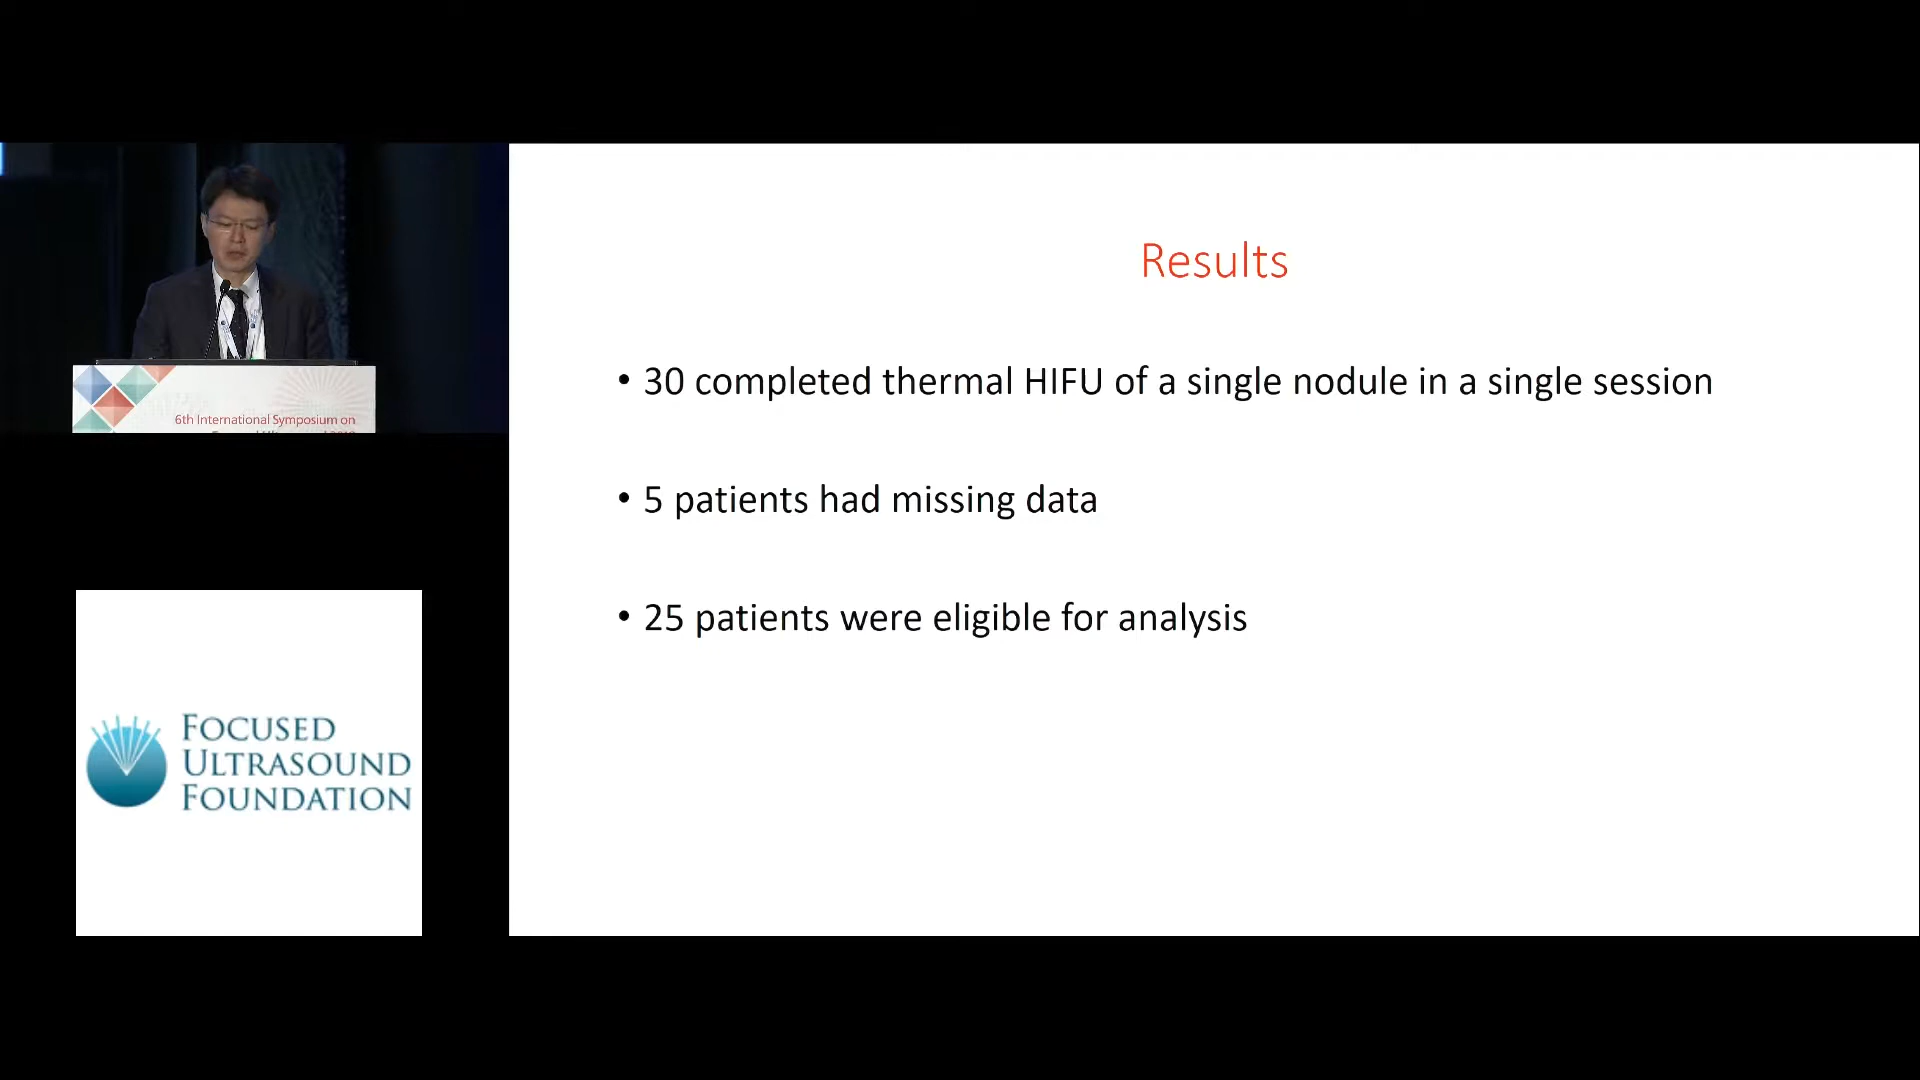 Results
• 30 completed thermal HIFU of a single nodule in a single session
• 5 patients had missing data
• 25 patients were eligible for analysis
6th International Symposium on
FOCUSED
ULTRASOUND
FOUNDATION